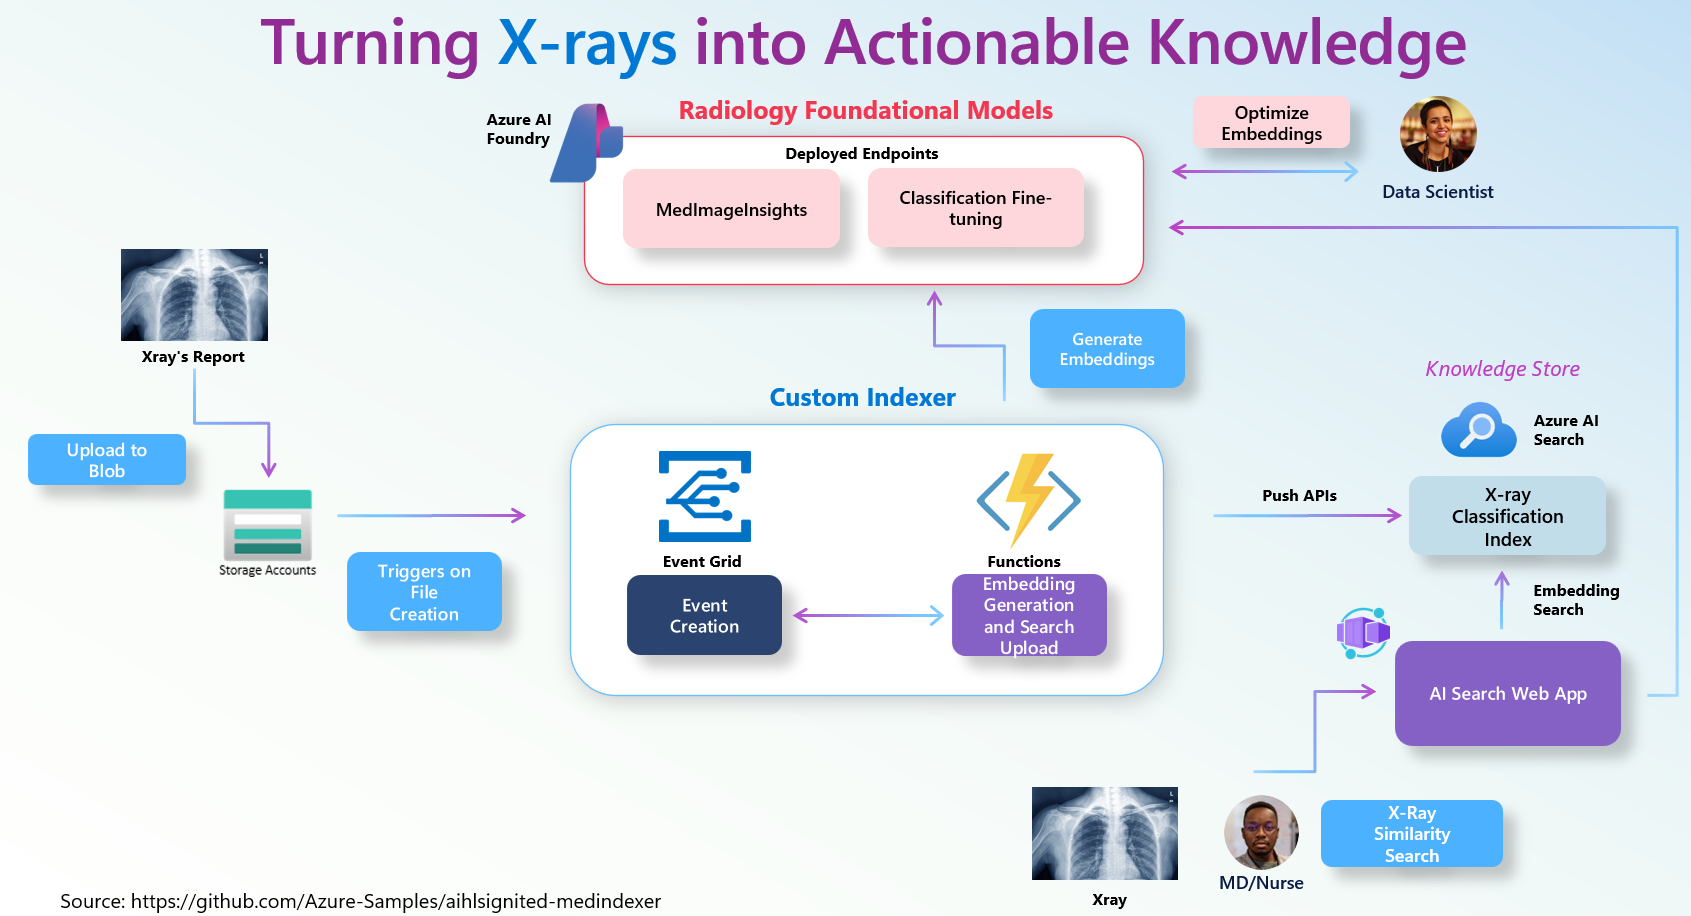 Turning X-rays into Actionable Knowledge
Radiology Foundational Models
Azure AI
Foundry
Deployed Endpoints
MedImageInsights
Classification Fine-
tuning
Optimize
Embeddings
Data Scientist
Xray's Report
Upload to
Blob
Storage Accounts
Triggers on
File
Creation
Generate
Embeddings
Custom Indexer
Event Grid
Event
Creation
Functions
Embedding
Generation
and Search
Upload
Push APIs
Knowledge Store
Azure AI
Search
X-ray
Classification
Index
Embedding
Search
AI Search Web App
Xray
MD/Nurse
X-Ray
Similarity
Search
Source: https://github.com/Azure-Samples/aihlsignited-medindexer